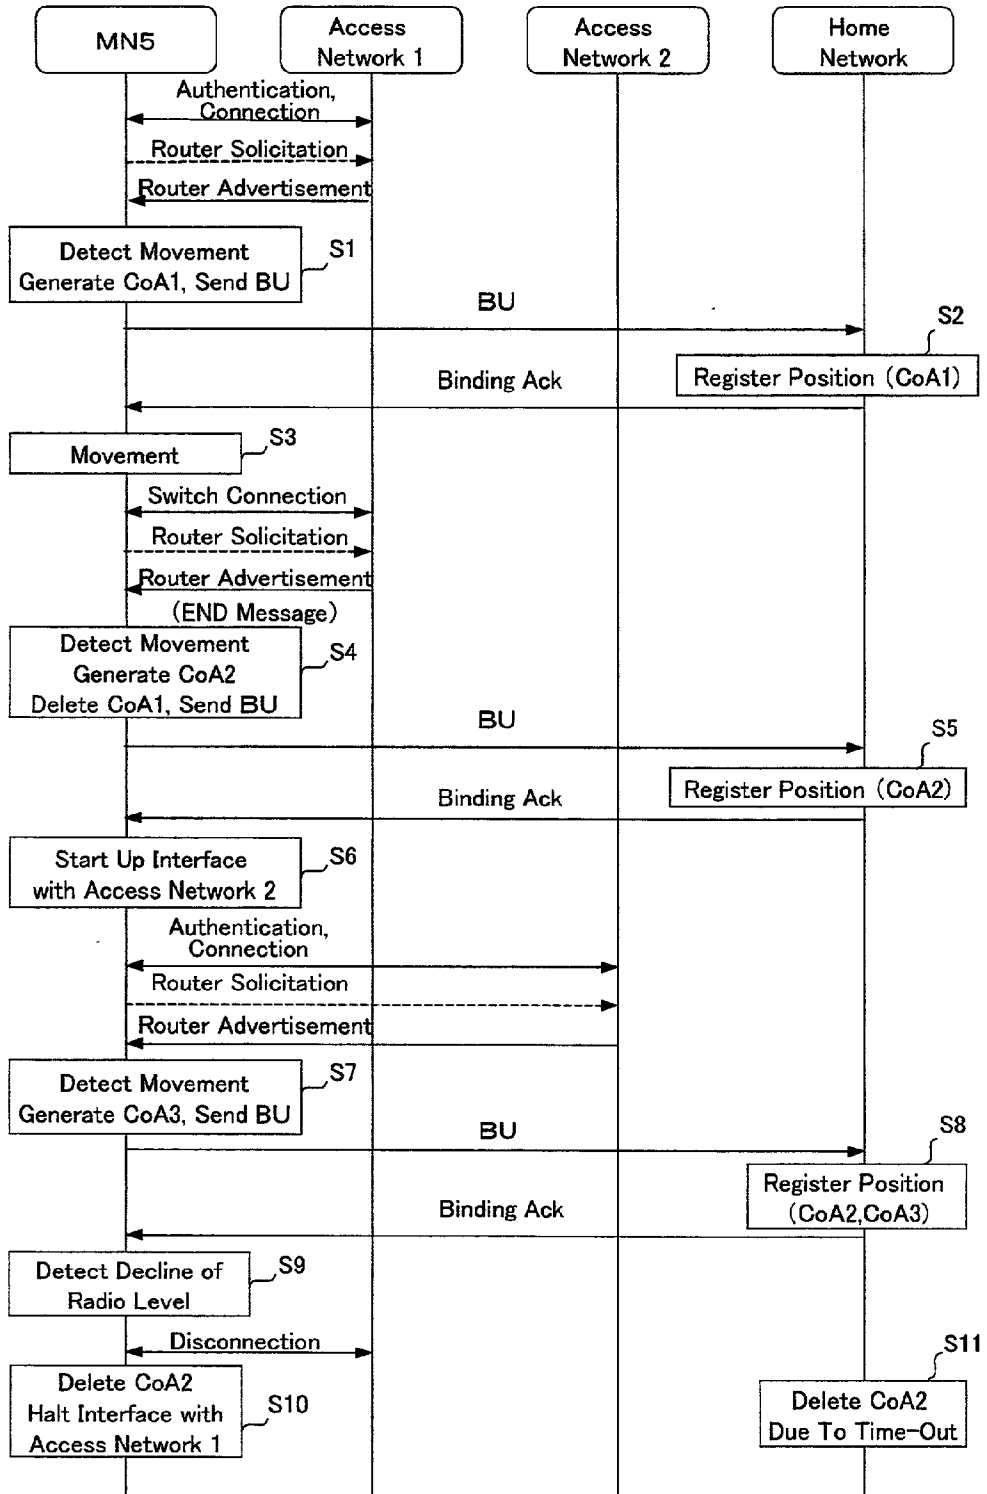 MN5
Access
Network 1
Access
Network 2
Home
Network
Authentication,
Connection
Router Solicitation
Router Advertisement
Detect Movement
Generate CoA1, Send BU
S1
BU
S2
Register Position (CoA1)
Binding Ack
Movement
S3
Switch Connection
Router Solicitation
Router Advertisement
(END Message)
Detect Movement
Generate CoA2
Delete CoA1, Send BU
S4
BU
S5
Register Position (CoA2)
Binding Ack
Start Up Interface
with Access Network 2
S6
Authentication,
Connection
Router Solicitation
Router Advertisement
Detect Movement
Generate CoA3, Send BU
S7
BU
S8
Register Position
(CoA2,CoA3)
Binding Ack
Detect Decline of
Radio Level
S9
Disconnection
Delete CoA2
Halt Interface with
Access Network 1
S10
S11
Delete CoA2
Due To Time-Out